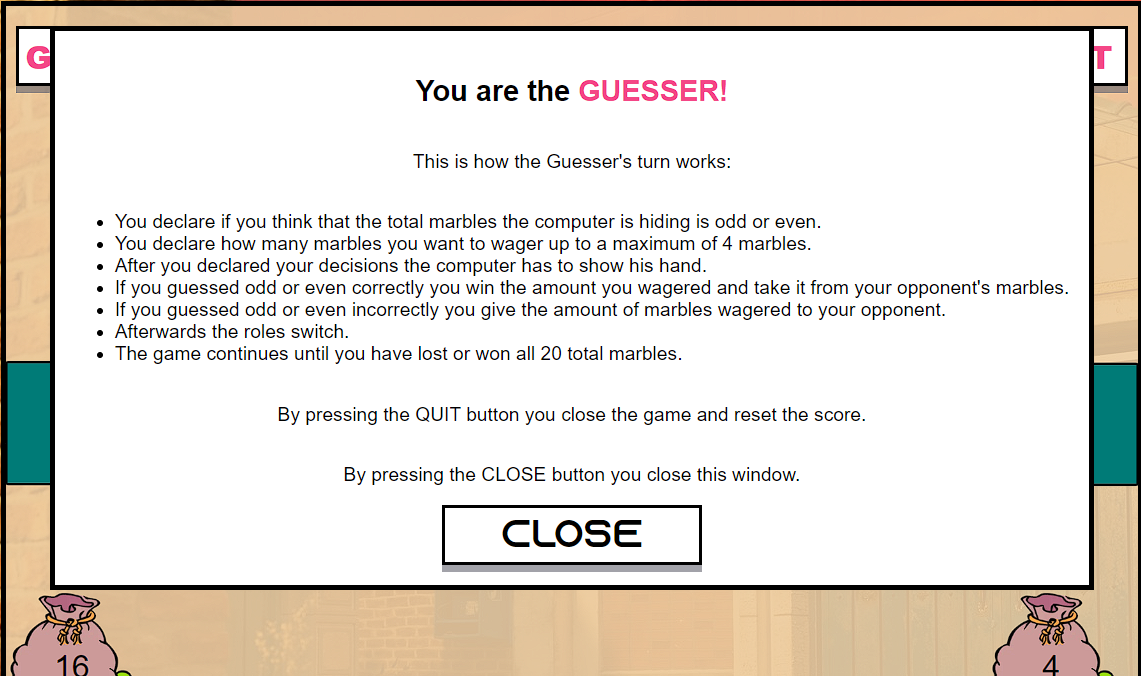 G
T
You are the GUESSER!
This is how the Guesser's turn works:
You declare if you think that the total marbles the computer is hiding is odd or even.
You declare how many marbles you want to wager up to a maximum of 4 marbles.
After you declared your decisions the computer has to show his hand.
If you guessed odd or even correctly you win the amount you wagered and take it from your opponent's marbles.
If you guessed odd or even incorrectly you give the amount of marbles wagered to your opponent.
Afterwards the roles switch.
The game continues until you have lost or won all 20 total marbles.
By pressing the QUIT button you close the game and reset the score.
By pressing the CLOSE button you close this window.
CLOSE
16
4